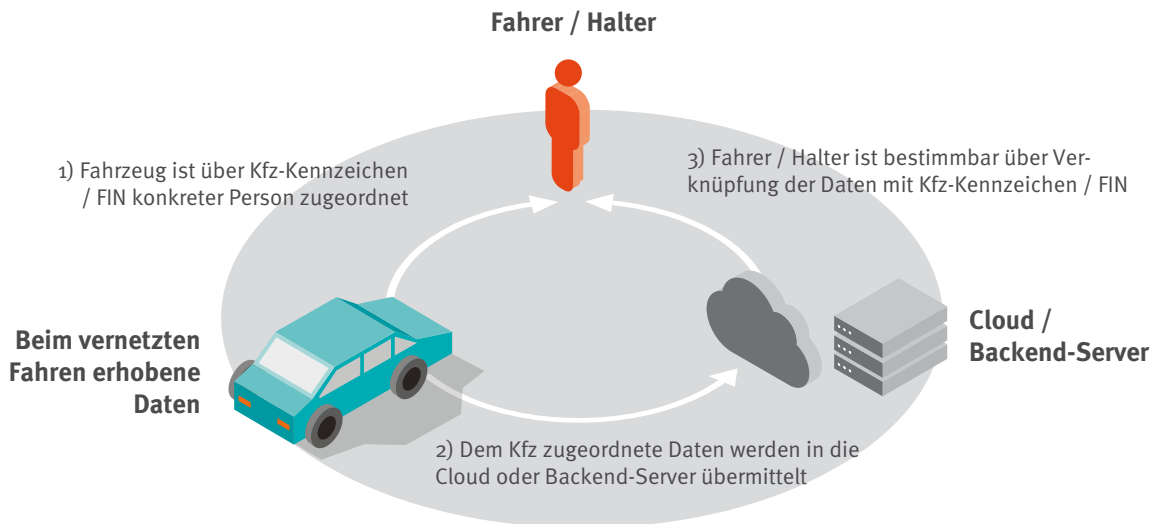 Fahrer / Halter
1) Fahrzeug ist über Kfz-Kennzeichen
/ FIN konkreter Person zugeordnet
3) Fahrer / Halter ist bestimmbar über Ver-
knüpfung der Daten mit Kfz-Kennzeichen / FIN
Beim vernetzten
Fahren erhobene
Daten
Cloud /
Backend-Server
2) Dem Kfz zugeordnete Daten werden in die
Cloud oder Backend-Server übermittelt